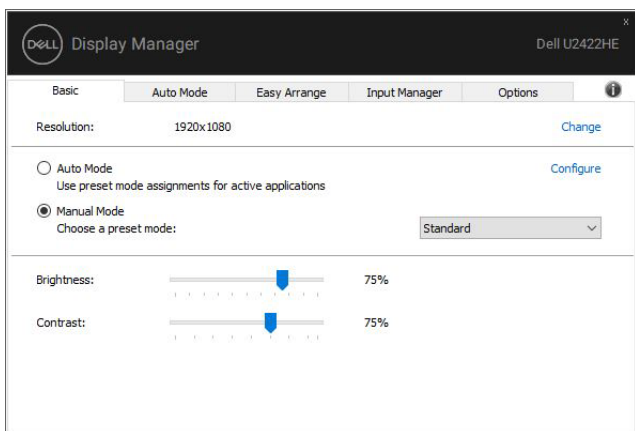 x
DELL Display Manager Dell U2422HE
Basic Auto Mode Easy Arrange Input Manager Options i
Resolution: 1920x1080 Change
Auto Mode Configure
Use preset mode assignments for active applications
Manual Mode
Choose a preset mode: Standard
Brightness: 75%
Contrast: 75%